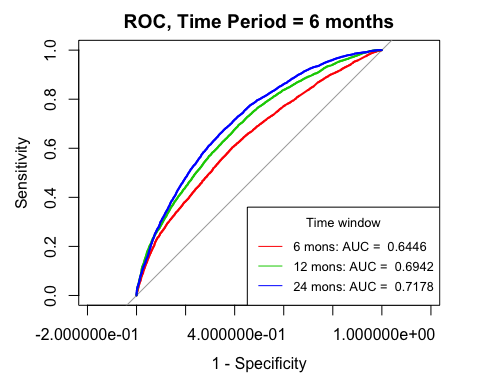 ROC, Time Period = 6 months
Sensitivity
1.0
0.8
0.6
0.4
0.2
0.0
Time window
6 mons: AUC = 0.6446
12 mons: AUC = 0.6942
24 mons: AUC = 0.7178
-2.000000e-01 4.000000e-01 1.000000e+00
1 - Specificity